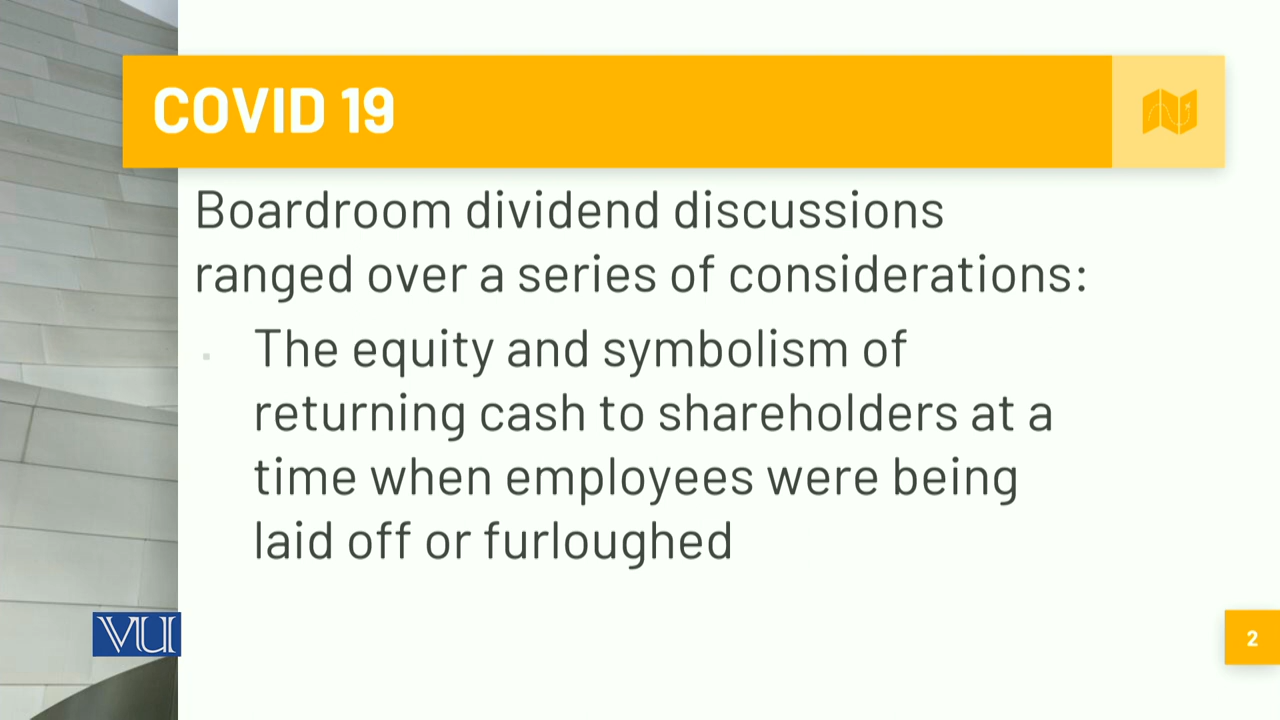 COVID 19
Boardroom dividend discussions
ranged over a series of considerations:
The equity and symbolism of
returning cash to shareholders at a
time when employees were being
laid off or furloughed
VU
2